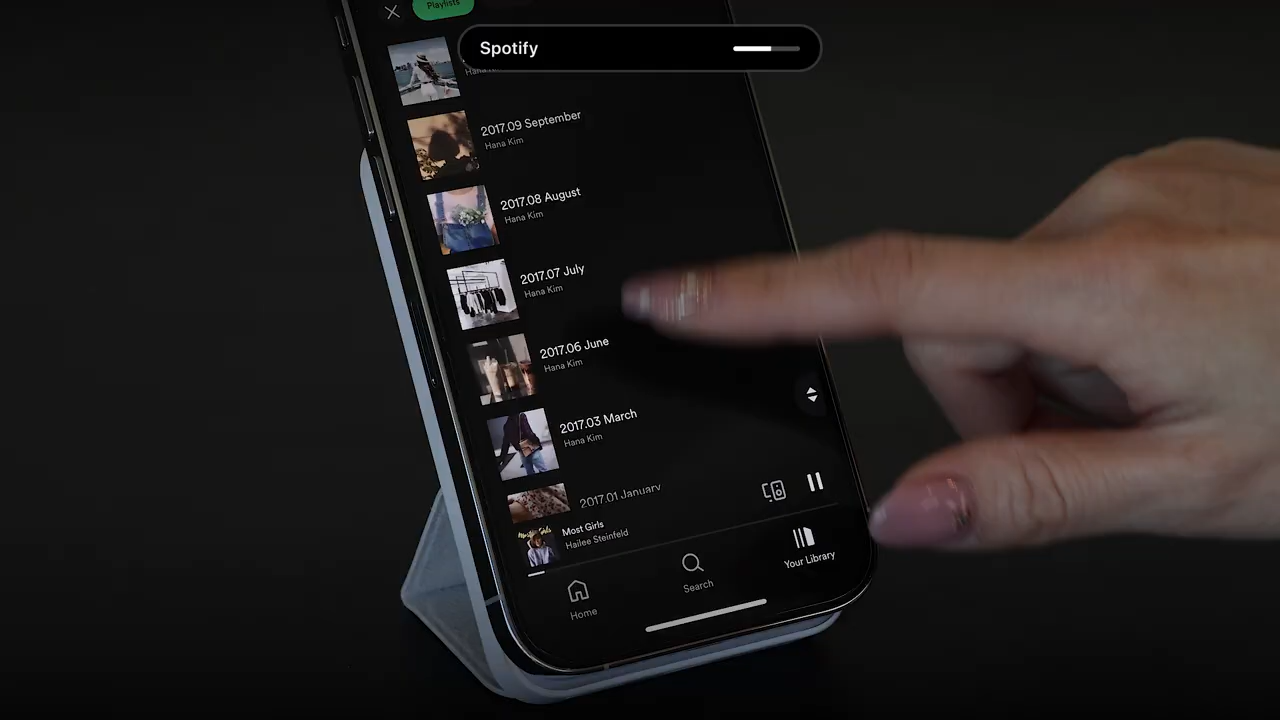 Playlists
Spotify
2017.09 September
Hana Kim
2017.08 August
Hana Kim
2017.07 July
Hana Kim
2017.06 June
Hana Kim
2017.03 March
Hana Kim
2017.01 January
Most Girls
Hailee Steinfeld
Home
Search
Your Library